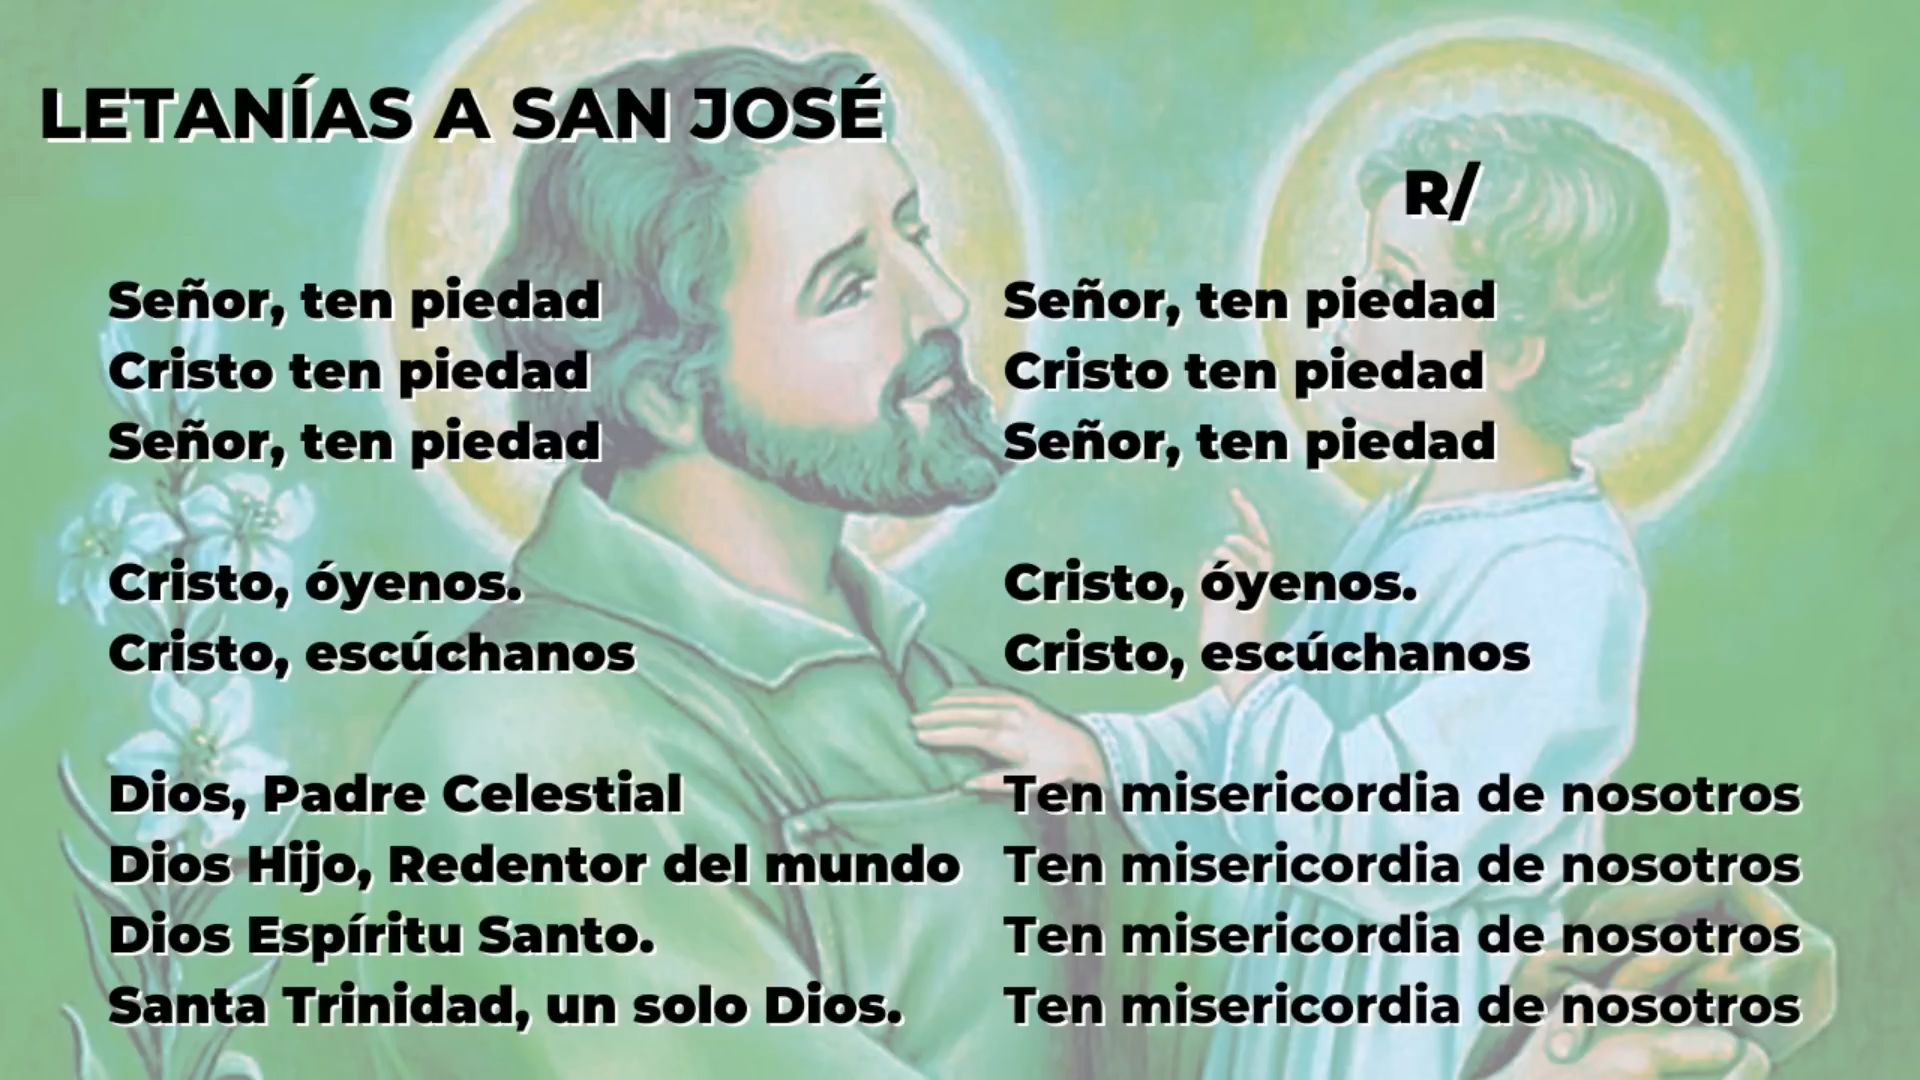 LETANÍAS A SAN JOSÉ
R/
Señor, ten piedad Señor, ten piedad
Cristo ten piedad Cristo ten piedad
Señor, ten piedad Señor, ten piedad
Cristo, óyenos. Cristo, óyenos.
Cristo, escúchanos Cristo, escúchanos
Dios, Padre Celestial Ten misericordia de nosotros
Dios Hijo, Redentor del mundo Ten misericordia de nosotros
Dios Espíritu Santo. Ten misericordia de nosotros
Santa Trinidad, un solo Dios. Ten misericordia de nosotros